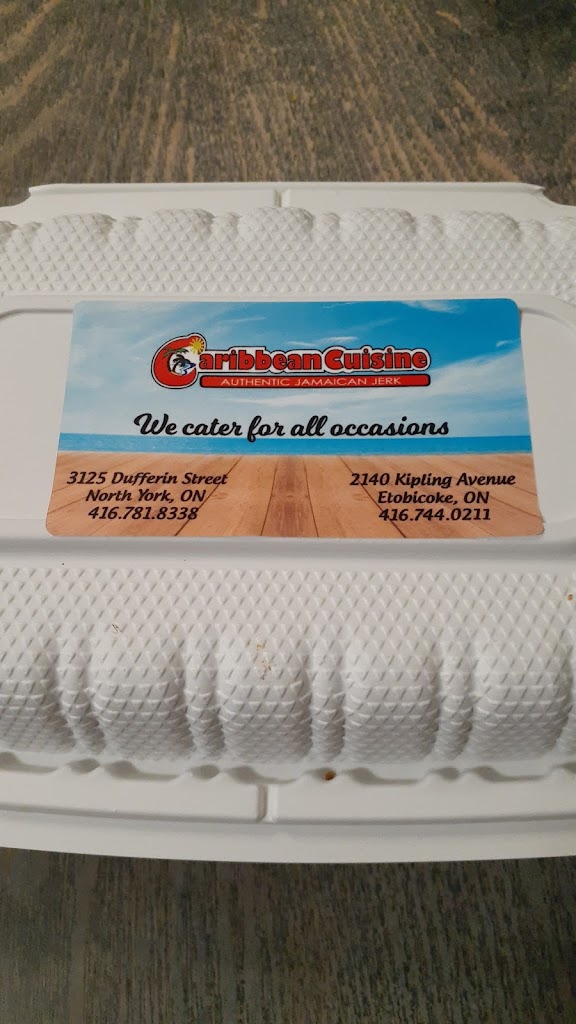 Caribbean Cuisine
AUTHENTIC JAMAICAN JERK
We cater for all occasions
3125 Dufferin Street
North York, ON
416.781.8338
2140 Kipling Avenue
Etobicoke, ON
416.744.0211